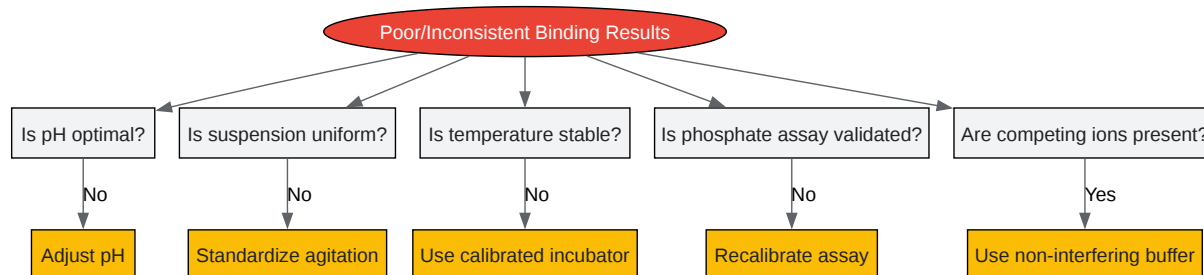 Poor/Inconsistent Binding Results
Is pH optimal?
Is suspension uniform?
Is temperature stable?
Is phosphate assay validated?
Are competing ions present?
No
No
No
No
Yes
Adjust pH
Standardize agitation
Use calibrated incubator
Recalibrate assay
Use non-interfering buffer